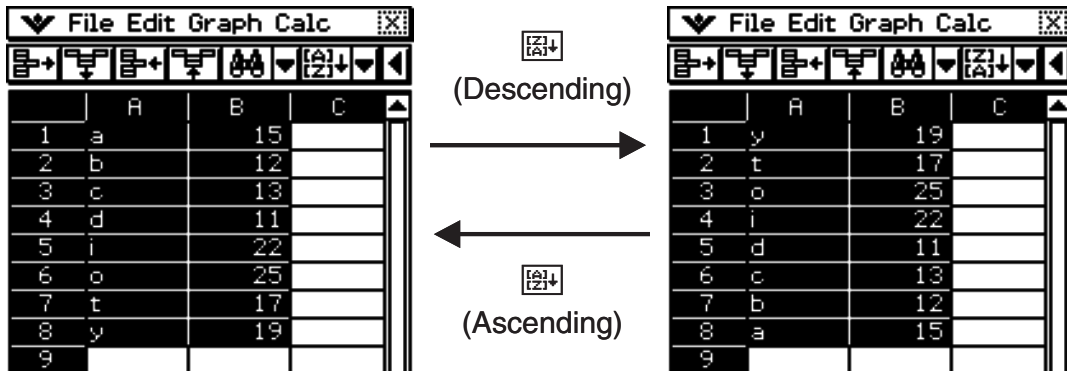 File Edit Graph Calc
A B C
1 a 15
2 b 12
3 c 13
4 d 11
5 i 22
6 o 25
7 t 17
8 y 19
9
[Z]
[A]
(Descending)
[A]
[Z]
(Ascending)
File Edit Graph Calc
A B C
1 y 19
2 t 17
3 o 25
4 i 22
5 d 11
6 c 13
7 b 12
8 a 15
9